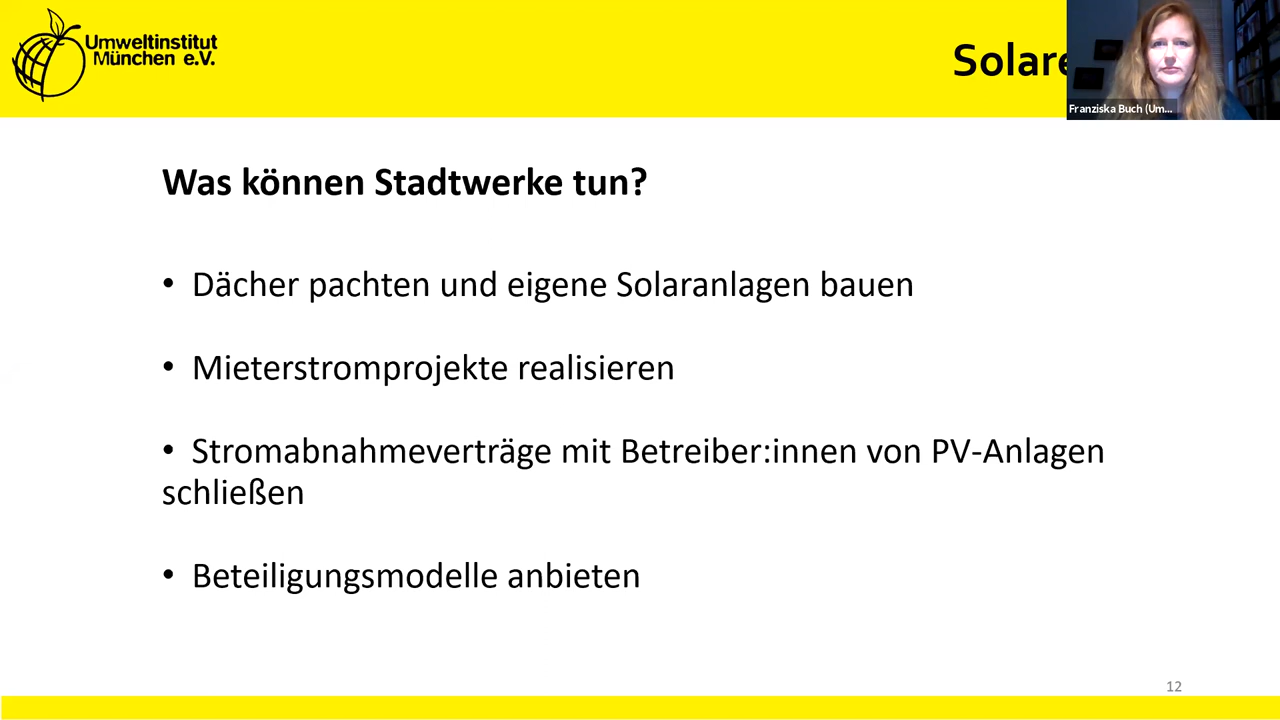 Umweltinstitut
München e.V.
Solare
Franziska Buch (Um...
Was können Stadtwerke tun?
• Dächer pachten und eigene Solaranlagen bauen
• Mieterstromprojekte realisieren
• Stromabnahmeverträge mit Betreiber:innen von PV-Anlagen
schließen
• Beteiligungsmodelle anbieten
12